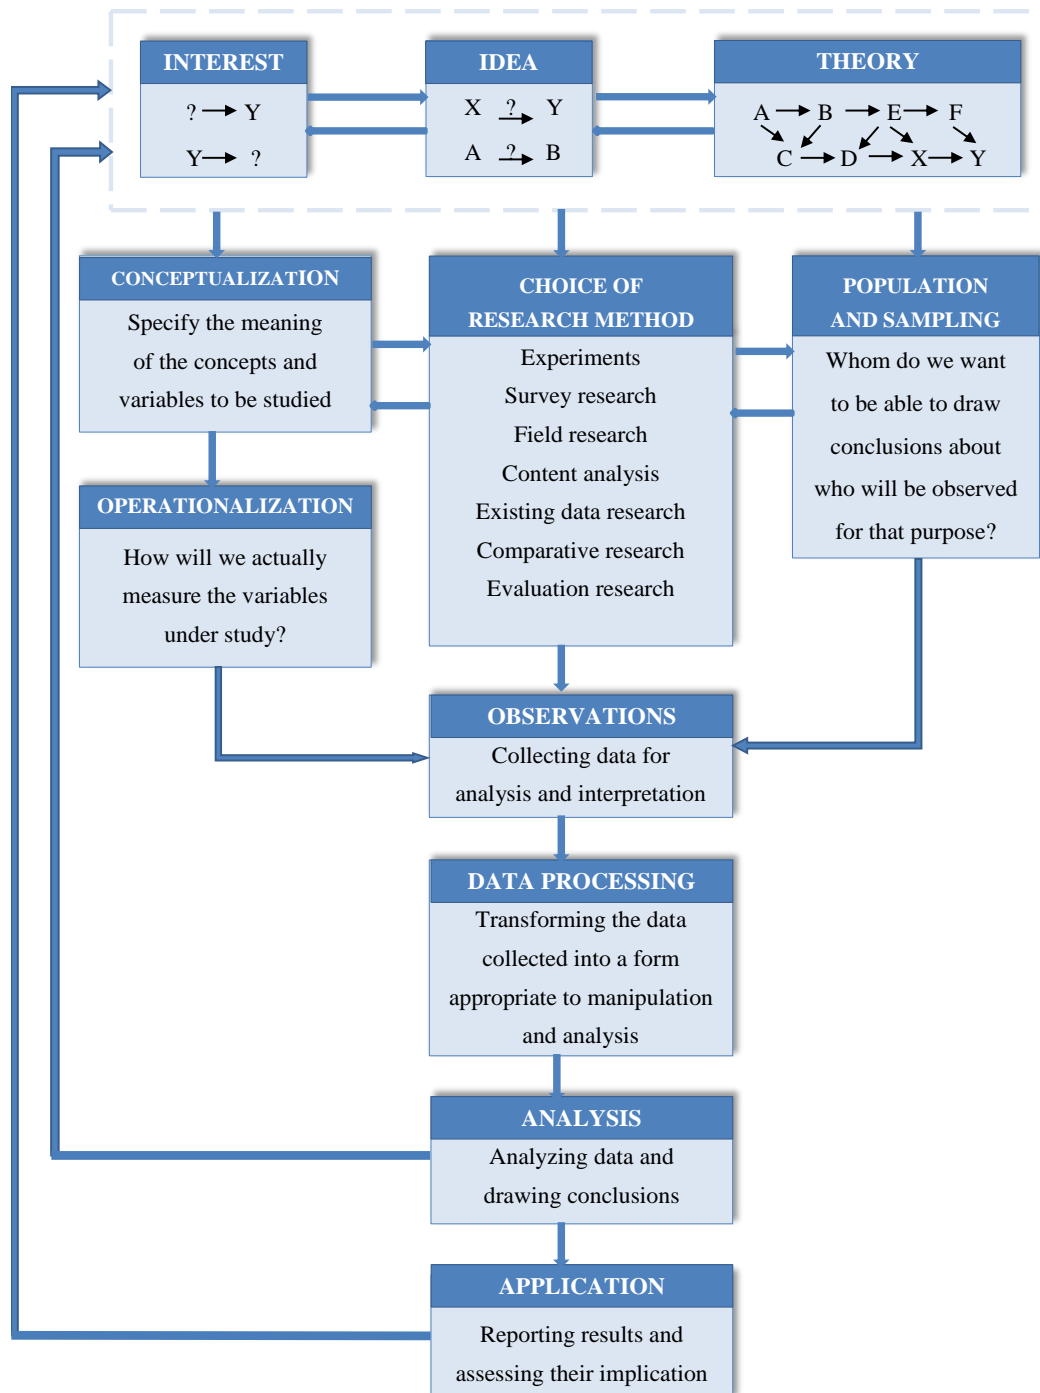 INTEREST
? → Y
Y → ?
IDEA
X ? → Y
A ? → B
THEORY
A → B → E → F
C → D → X → Y
CONCEPTUALIZATION
Specify the meaning
of the concepts and
variables to be studied
OPERATIONALIZATION
How will we actually
measure the variables
under study?
CHOICE OF
RESEARCH METHOD
Experiments
Survey research
Field research
Content analysis
Existing data research
Comparative research
Evaluation research
POPULATION
AND SAMPLING
Whom do we want
to be able to draw
conclusions about
who will be observed
for that purpose?
OBSERVATIONS
Collecting data for
analysis and interpretation
DATA PROCESSING
Transforming the data
collected into a form
appropriate to manipulation
and analysis
ANALYSIS
Analyzing data and
drawing conclusions
APPLICATION
Reporting results and
assessing their implication